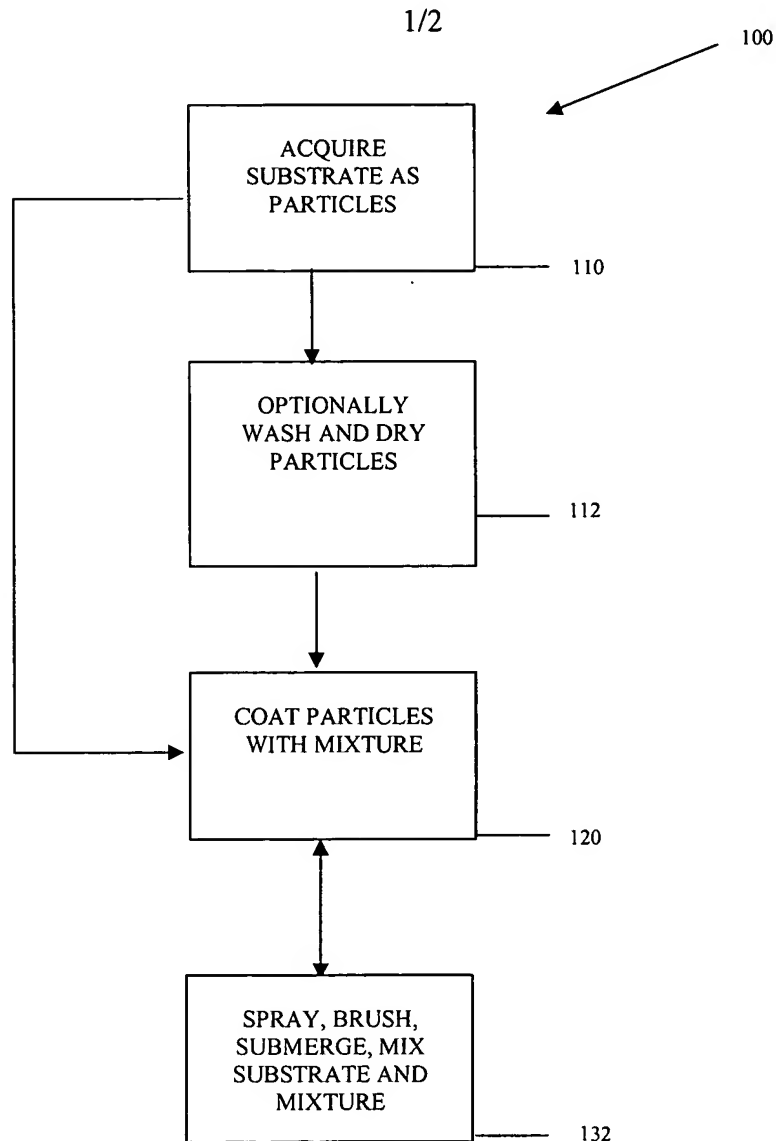 1/2
100
ACQUIRE
SUBSTRATE AS
PARTICLES
110
OPTIONALLY
WASH AND DRY
PARTICLES
112
COAT PARTICLES
WITH MIXTURE
120
SPRAY, BRUSH,
SUBMERGE, MIX
SUBSTRATE AND
MIXTURE
132